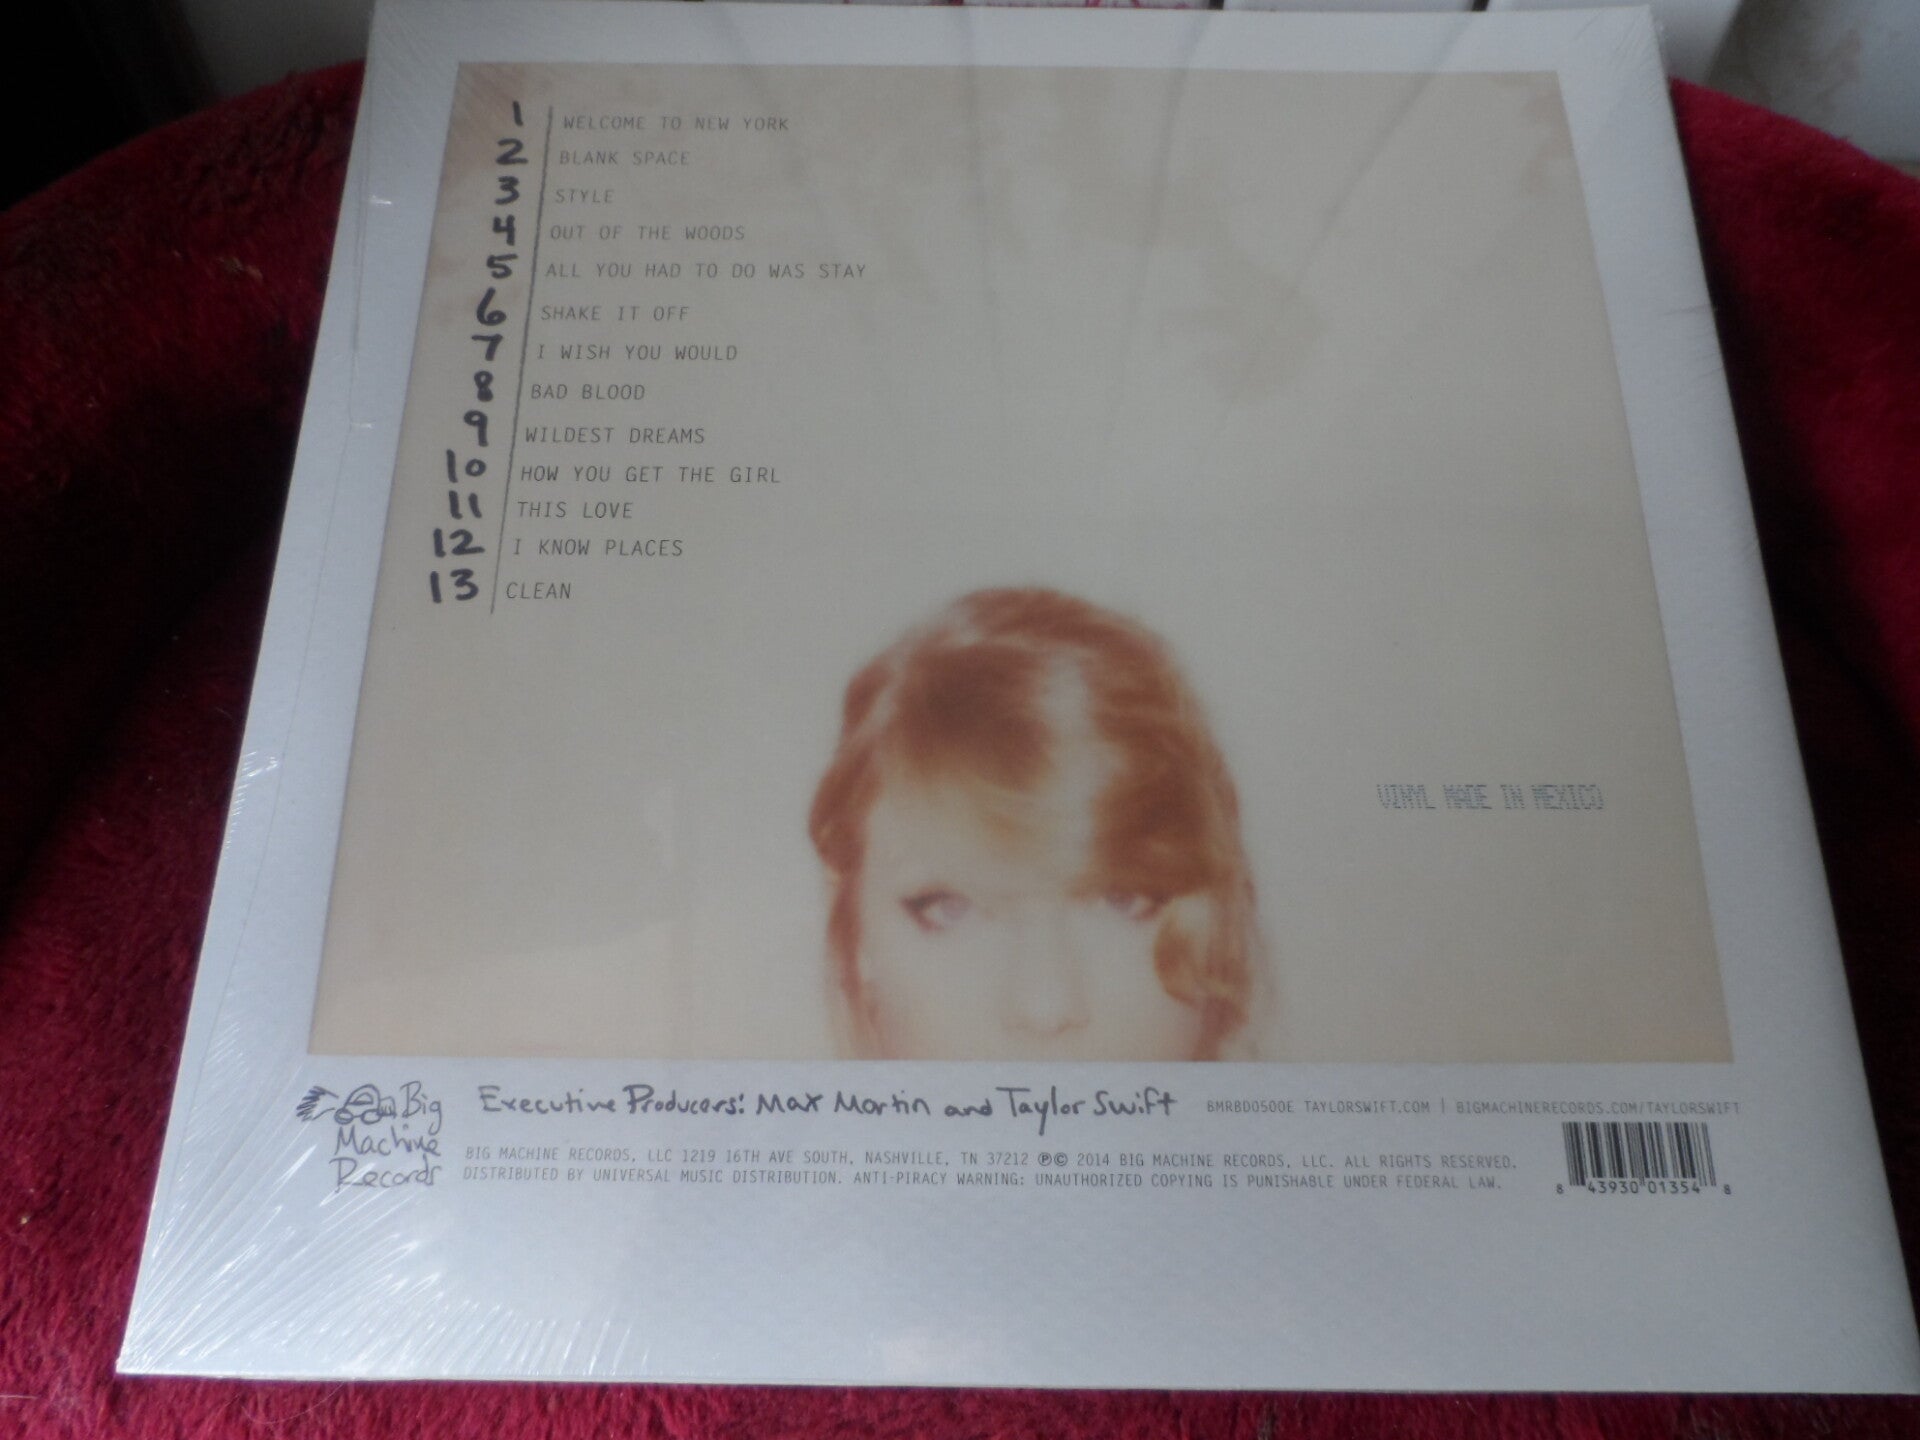 1 WELCOME TO NEW YORK
2 BLANK SPACE
3 STYLE
4 OUT OF THE WOODS
5 ALL YOU HAD TO DO WAS STAY
6 SHAKE IT OFF
7 I WISH YOU WOULD
8 BAD BLOOD
9 WILDEST DREAMS
10 HOW YOU GET THE GIRL
11 THIS LOVE
12 I KNOW PLACES
13 CLEAN
VINYL MADE IN MEXICO
Big
Machine
Records
Executive Producers: Max Martin and Taylor Swift
BMRBD0500E TAYLORSWIFT.COM | BIGMACHINERECORDS.COM/TAYLORSWIFT
BIG MACHINE RECORDS, LLC 1219 16TH AVE SOUTH, NASHVILLE, TN 37212 ℗© 2014 BIG MACHINE RECORDS, LLC. ALL RIGHTS RESERVED.
DISTRIBUTED BY UNIVERSAL MUSIC DISTRIBUTION. ANTI-PIRACY WARNING: UNAUTHORIZED COPYING IS PUNISHABLE UNDER FEDERAL LAW.
8 43930 01354 8